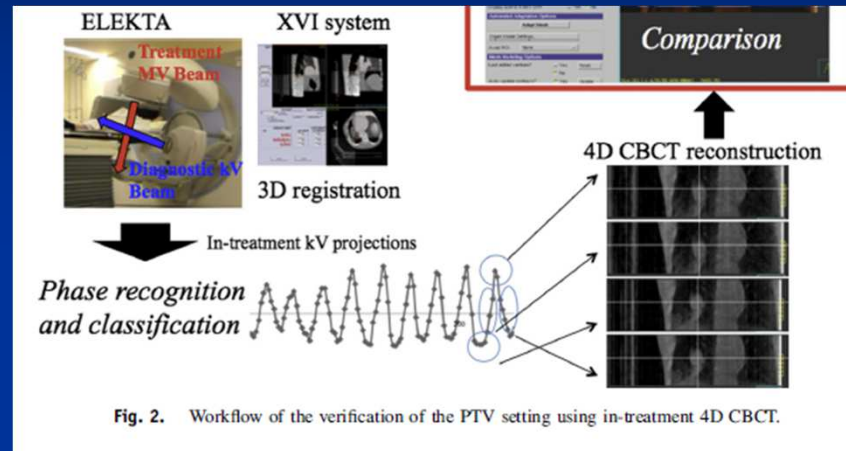 ELEKTA
Treatment
MV Beam
Diagnostic kV
Beam
XVI system
3D registration
Adapt Mesh
Comparison
4D CBCT reconstruction
In-treatment kV projections
Phase recognition
and classification
Fig. 2. Workflow of the verification of the PTV setting using in-treatment 4D CBCT.